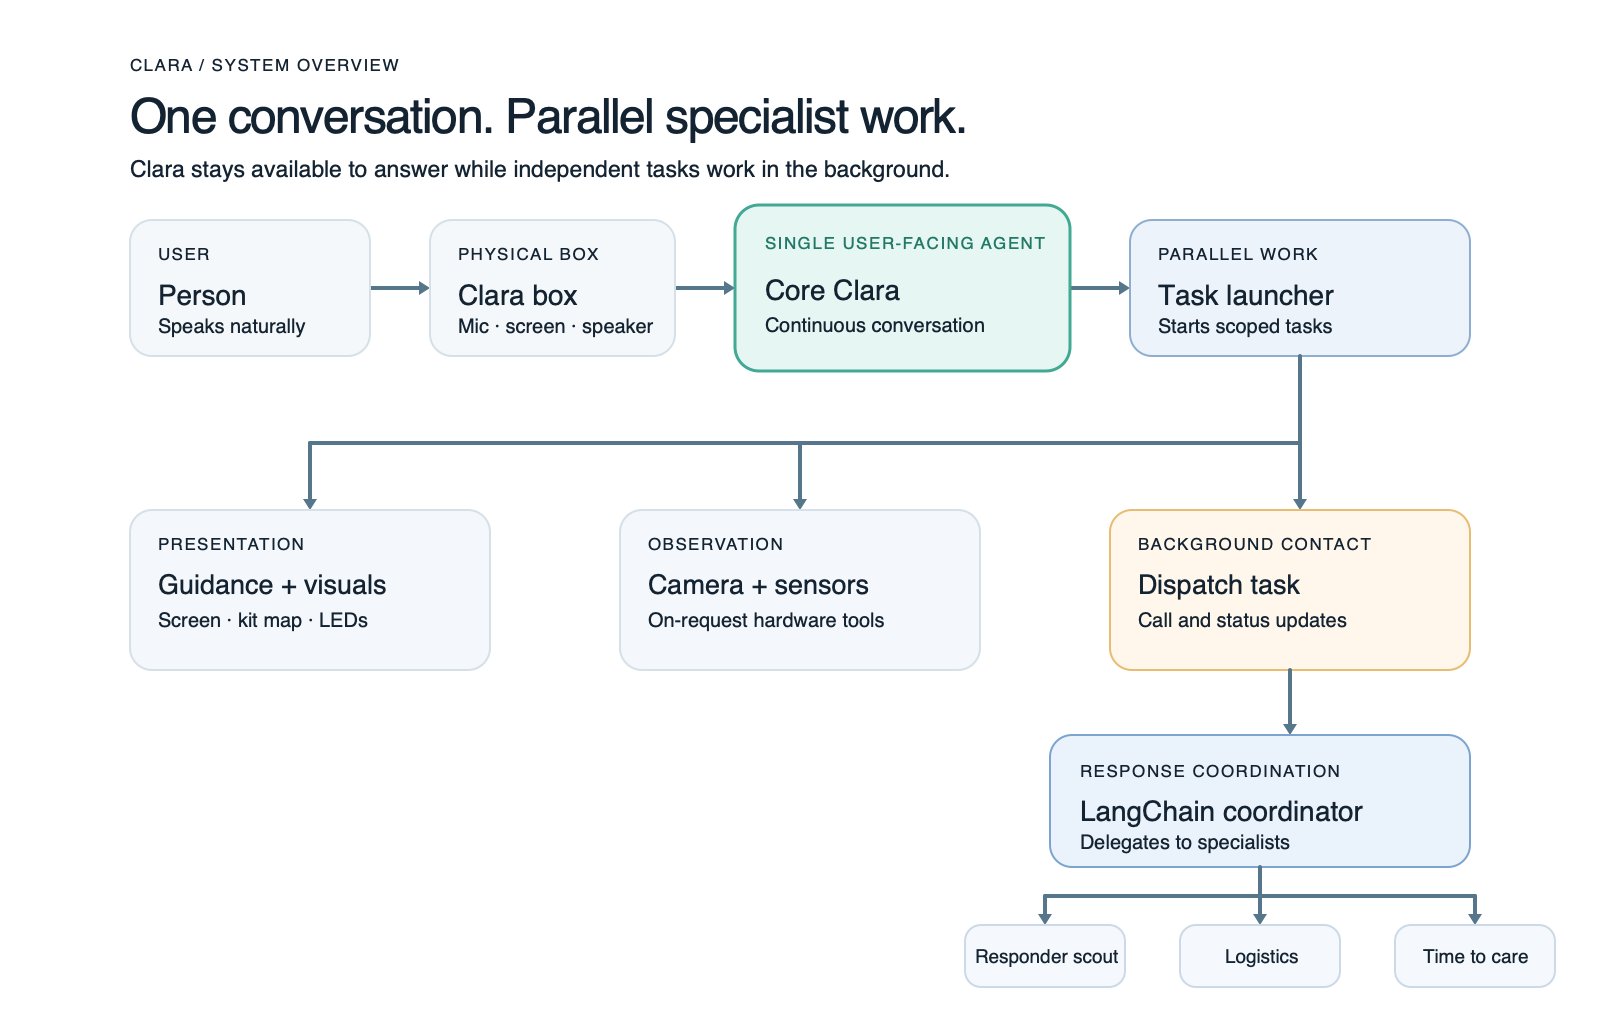 CLARA / SYSTEM OVERVIEW
One conversation. Parallel specialist work.
Clara stays available to answer while independent tasks work in the background.
USER
Person
Speaks naturally
PHYSICAL BOX
Clara box
Mic · screen · speaker
SINGLE USER-FACING AGENT
Core Clara
Continuous conversation
PARALLEL WORK
Task launcher
Starts scoped tasks
PRESENTATION
Guidance + visuals
Screen · kit map · LEDs
OBSERVATION
Camera + sensors
On-request hardware tools
BACKGROUND CONTACT
Dispatch task
Call and status updates
RESPONSE COORDINATION
LangChain coordinator
Delegates to specialists
Responder scout
Logistics
Time to care